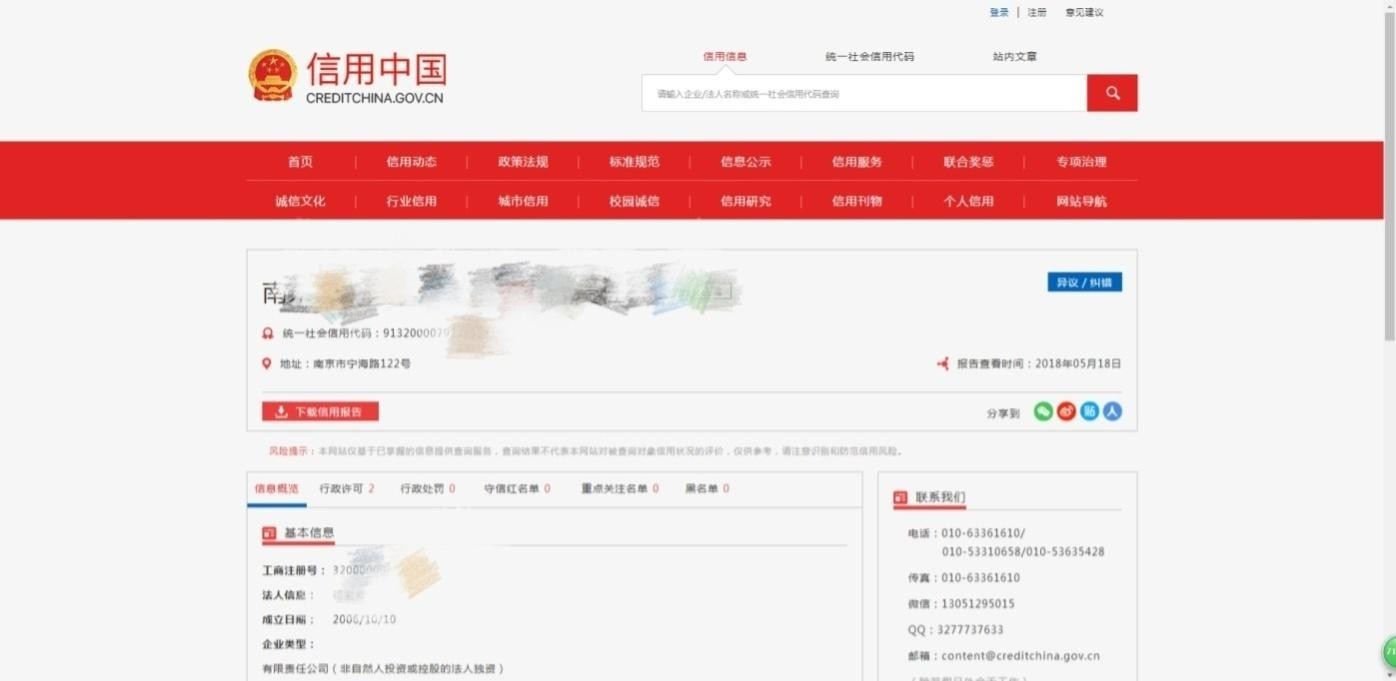 登录 | 注册 意见建议
信用中国
CREDITCHINA.GOV.CN
信用信息 统一社会信用代码 站内文章
请输入企业/法人名称或统一社会信用代码查询
首页 | 信用动态 | 政策法规 | 标准规范 | 信息公示 | 信用服务 | 联合奖惩 | 专项治理
诚信文化 | 行业信用 | 城市信用 | 校园诚信 | 信用研究 | 信用刊物 | 个人信用 | 网站导航
南
异议 / 纠错
统一社会信用代码：9132000079
地址：南京市宁海路122号
报告查看时间：2018年05月18日
下载信用报告
分享到
风险提示：本网站仅基于已掌握的信息提供查询服务，查询结果不代表本网站对被查询对象信用状况的评价，仅供参考，请注意识别和防范信用风险。
信息概览 行政许可 2 行政处罚 0 守信红名单 0 重点关注名单 0 黑名单 0
基本信息
工商注册号： 320000
法人信息：
成立日期： 2006/10/10
企业类型：
有限责任公司（非自然人投资或控股的法人独资）
联系我们
电话：010-63361610/
010-53310658/010-53635428
传真：010-63361610
微信：13051295015
QQ：3277737633
邮箱：content@creditchina.gov.cn
71